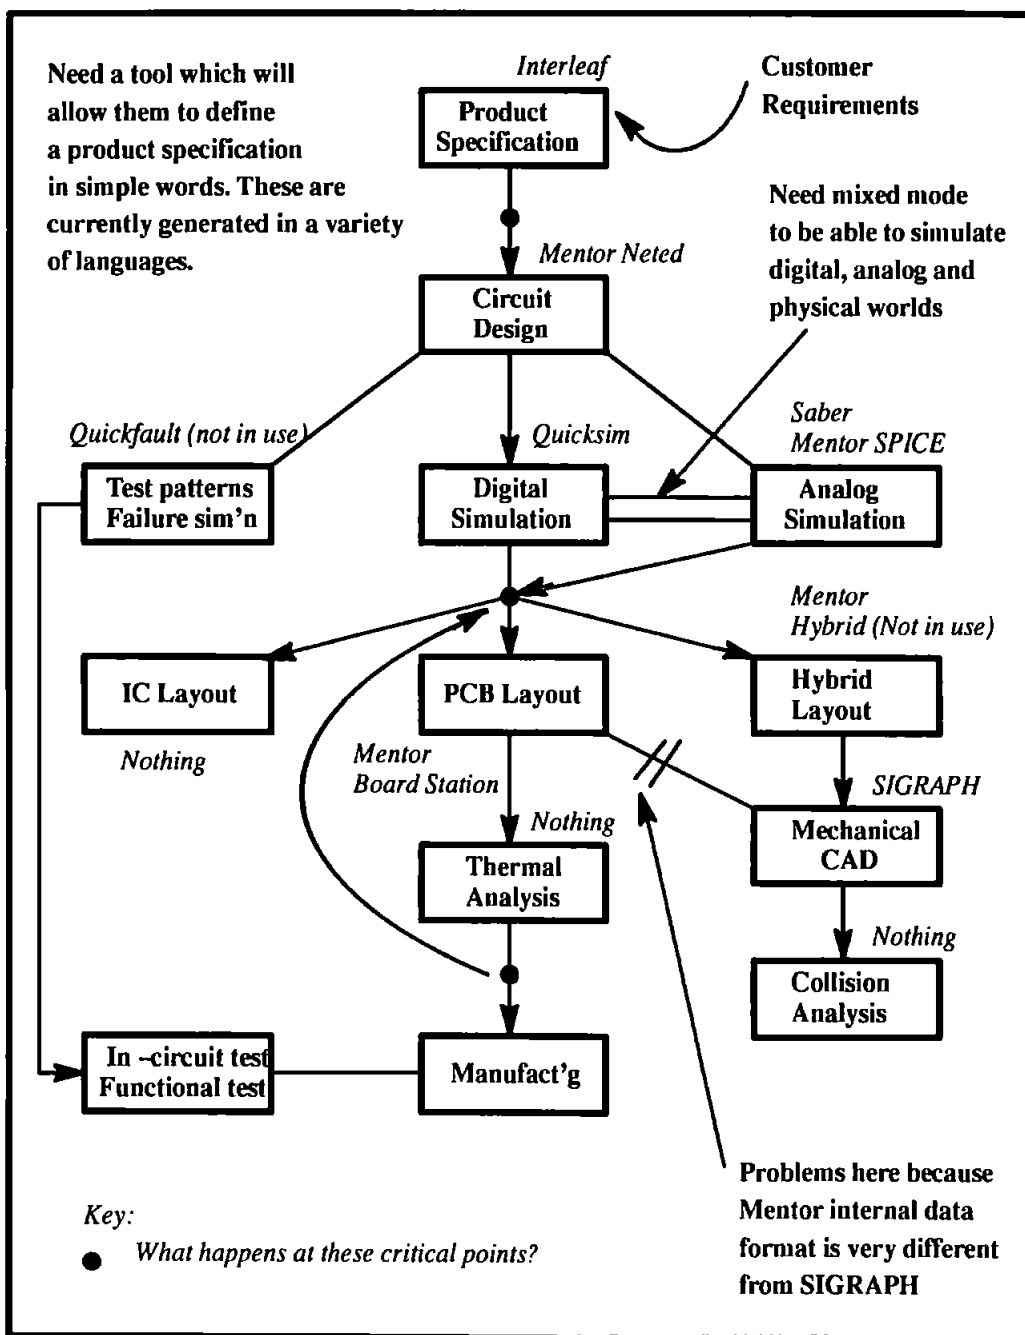 Need a tool which will
allow them to define
a product specification
in simple words. These are
currently generated in a variety
of languages.
Interleaf
Product
Specification
Customer
Requirements
Need mixed mode
to be able to simulate
digital, analog and
physical worlds
Mentor Neted
Circuit
Design
Quickfault (not in use)
Test patterns
Failure sim'n
Quicksim
Digital
Simulation
Saber
Mentor SPICE
Analog
Simulation
IC Layout
Nothing
PCB Layout
Mentor
Board Station
Mentor
Hybrid (Not in use)
Hybrid
Layout
SIGRAPH
Mechanical
CAD
Nothing
Thermal
Analysis
Nothing
Collision
Analysis
In -circuit test
Functional test
Manufact'g
Problems here because
Mentor internal data
format is very different
from SIGRAPH
Key:
What happens at these critical points?